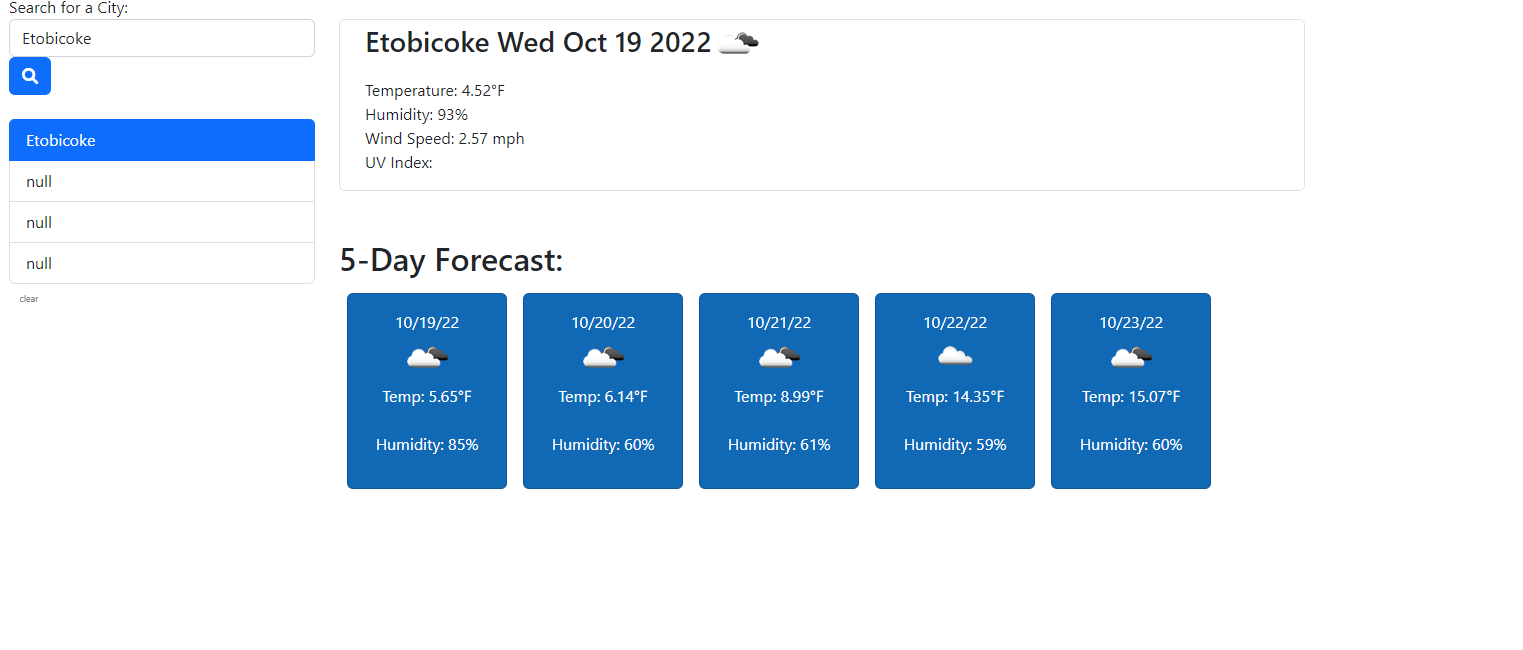 Search for a City:
Etobicoke
Etobicoke
null
null
null
clear
Etobicoke Wed Oct 19 2022
Temperature: 4.52°F
Humidity: 93%
Wind Speed: 2.57 mph
UV Index:
5-Day Forecast:
10/19/22
Temp: 5.65°F
Humidity: 85%
10/20/22
Temp: 6.14°F
Humidity: 60%
10/21/22
Temp: 8.99°F
Humidity: 61%
10/22/22
Temp: 14.35°F
Humidity: 59%
10/23/22
Temp: 15.07°F
Humidity: 60%